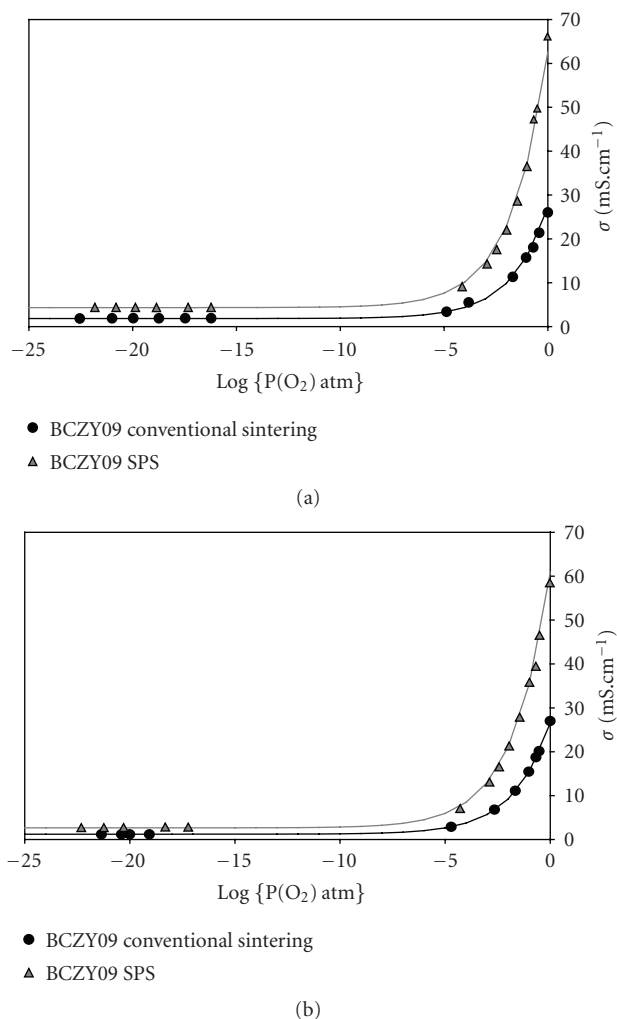 70
60
50
40
30
20
10
0
σ (mS.cm−1)
−25 −20 −15 −10 −5 0
Log {P(O2) atm}
BCZY09 conventional sintering
BCZY09 SPS
(a)
70
60
50
40
30
20
10
0
σ (mS.cm−1)
−25 −20 −15 −10 −5 0
Log {P(O2) atm}
BCZY09 conventional sintering
BCZY09 SPS
(b)